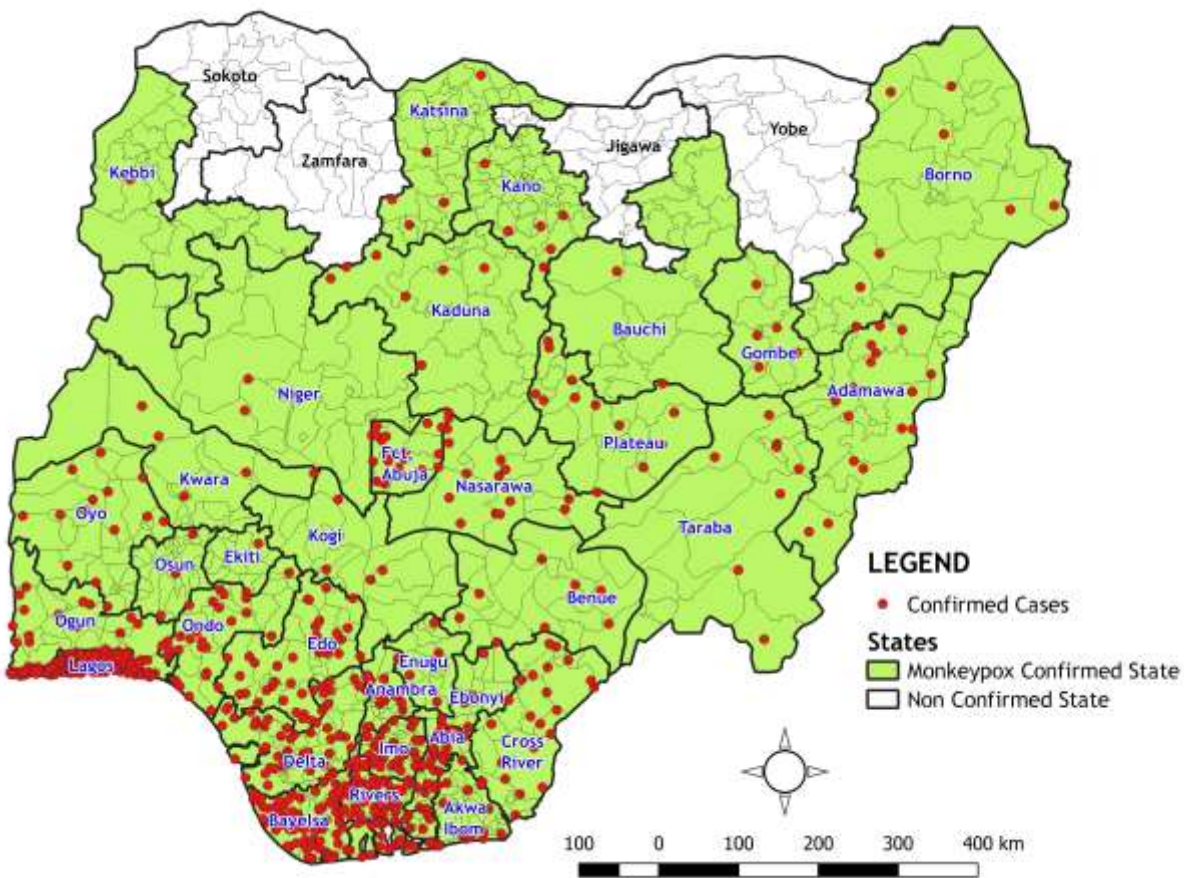 Sokoto
Katsina
Zamfara
Jigawa
Yobe
Kebbi
Kano
Borno
Kaduna
Bauchi
Gombe
Niger
Adamawa
Fct,
Abuja
Plateau
Kwara
Nasarawa
Oyo
Kogi
Taraba
Osun
Ekiti
Benue
Ogun
Ondo
Edo
Lagos
Enugu
Anambra
Ebonyi
Imo
Abia
Delta
Cross
River
Rivers
Bayelsa
Akwa
Ibom
LEGEND
Confirmed Cases
States
Monkeypox Confirmed State
Non Confirmed State
100 0 100 200 300 400 km